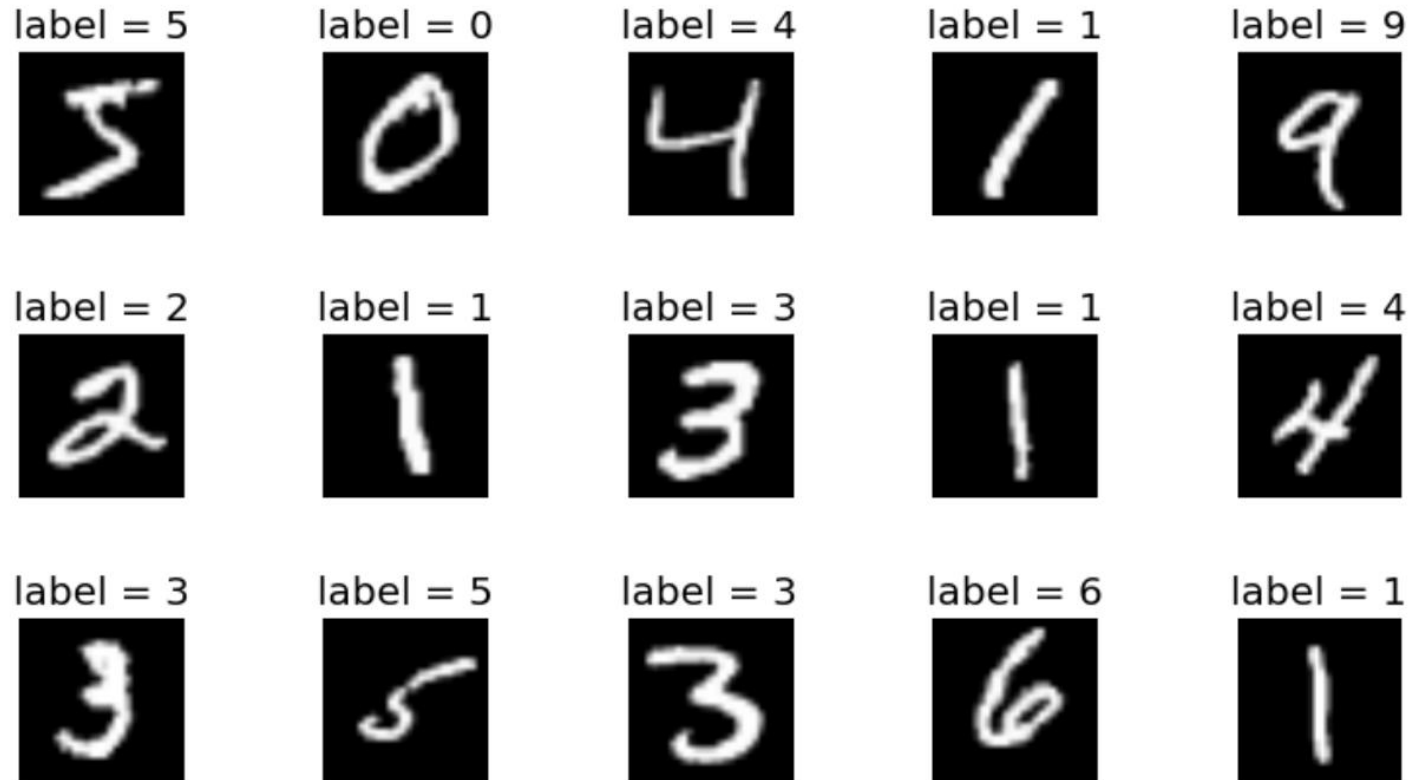 label = 5 label = 0 label = 4 label = 1 label = 9
5 0 4 1 9
label = 2 label = 1 label = 3 label = 1 label = 4
2 1 3 1 4
label = 3 label = 5 label = 3 label = 6 label = 1
3 5 3 6 1